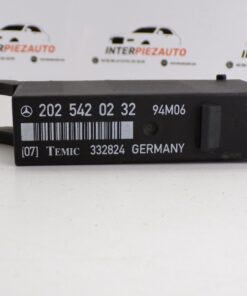 INTERPIEZAUTO
INTERPIEZAUTO
202 542 02 32 94M06
(07) TEMIC 332824 GERMANY